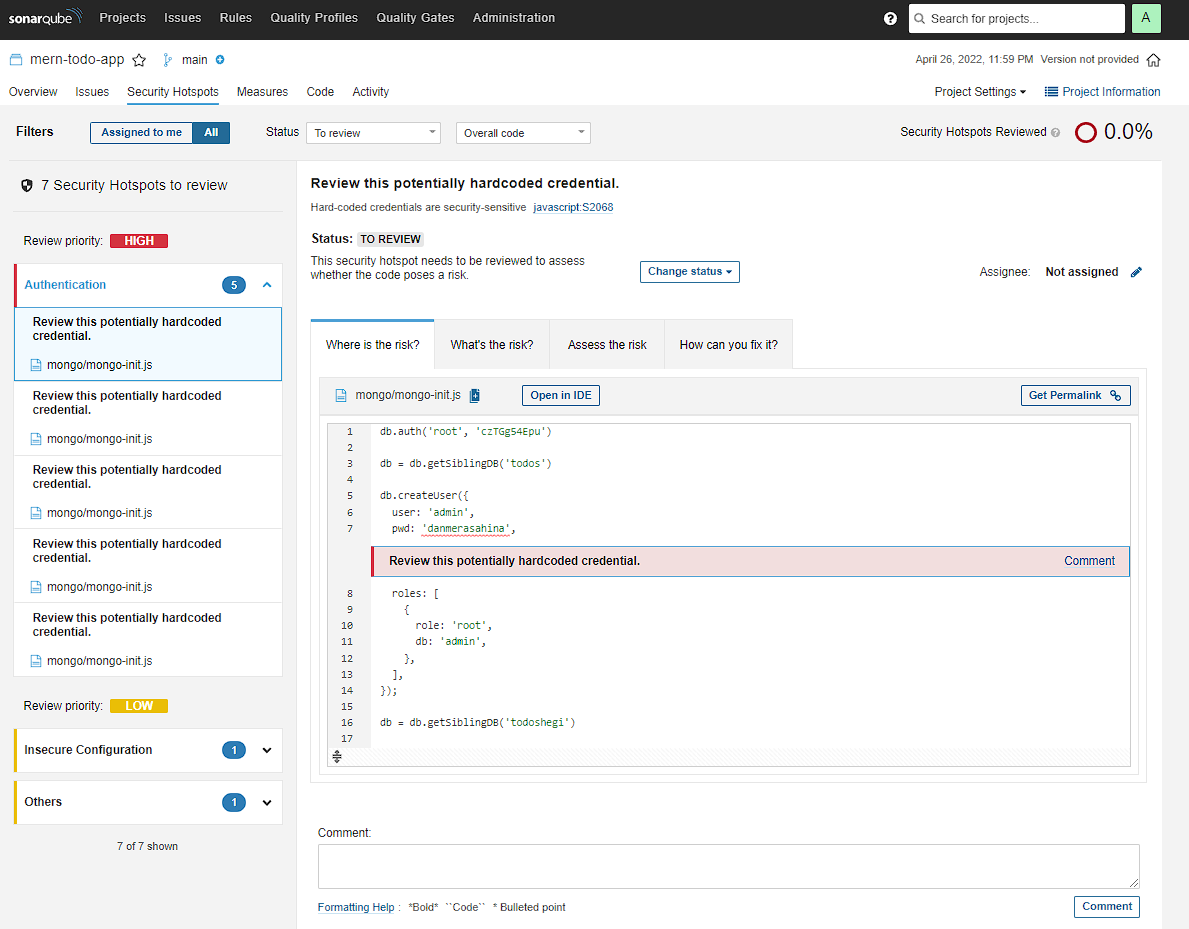 sonarqube Projects Issues Rules Quality Profiles Quality Gates Administration ? Search for projects... A
mern-todo-app main April 26, 2022, 11:59 PM Version not provided
Overview Issues Security Hotspots Measures Code Activity Project Settings Project Information
Filters Assigned to me All Status To review Overall code Security Hotspots Reviewed ? 0.0%
7 Security Hotspots to review
Review priority: HIGH
Authentication 5
Review this potentially hardcoded
credential.
mongo/mongo-init.js
Review this potentially hardcoded
credential.
mongo/mongo-init.js
Review this potentially hardcoded
credential.
mongo/mongo-init.js
Review this potentially hardcoded
credential.
mongo/mongo-init.js
Review this potentially hardcoded
credential.
mongo/mongo-init.js
Review priority: LOW
Insecure Configuration 1
Others 1
7 of 7 shown
Review this potentially hardcoded credential.
Hard-coded credentials are security-sensitive javascript:S2068
Status: TO REVIEW
This security hotspot needs to be reviewed to assess
whether the code poses a risk.
Change status
Assignee: Not assigned
Where is the risk? What's the risk? Assess the risk How can you fix it?
mongo/mongo-init.js Open in IDE Get Permalink
1 db.auth('root', 'czTGg54Epu')
2
3 db = db.getSiblingDB('todos')
4
5 db.createUser({
6 user: 'admin',
7 pwd: 'danmerasahina',
Review this potentially hardcoded credential. Comment
8 roles: [
9 {
10 role: 'root',
11 db: 'admin',
12 },
13 ],
14 });
15
16 db = db.getSiblingDB('todoshegi')
17
Comment:
Formatting Help : *Bold* ``Code`` * Bulleted point
Comment